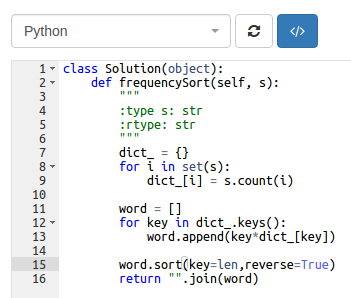 Python
</>
1 class Solution(object):
2     def frequencySort(self, s):
3         """
4         :type s: str
5         :rtype: str
6         """
7         dict_ = {}
8         for i in set(s):
9             dict_[i] = s.count(i)
10
11         word = []
12         for key in dict_.keys():
13             word.append(key*dict_[key])
14
15         word.sort(key=len,reverse=True)
16         return "".join(word)